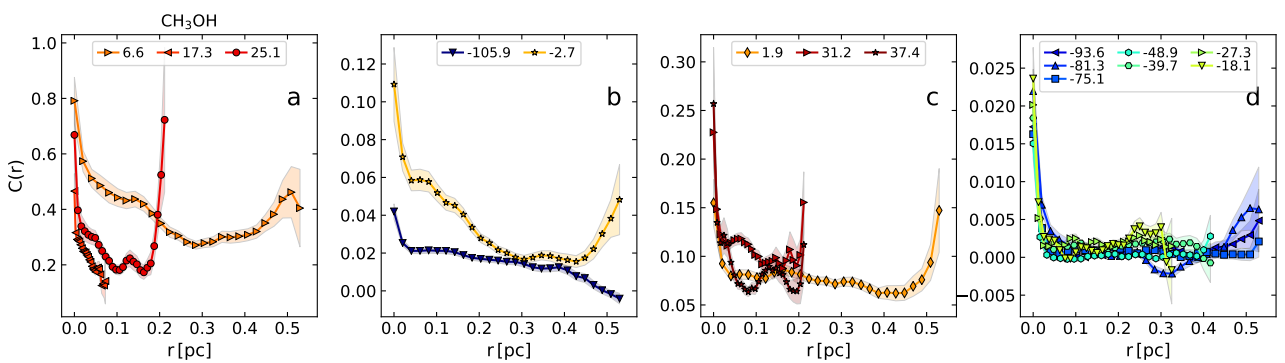 CH₃OH
6.6 17.3 25.1
a
1.0
0.8
0.6
0.4
0.2
C(r)
0.0 0.1 0.2 0.3 0.4 0.5
r [pc]
-105.9 -2.7
b
0.12
0.10
0.08
0.06
0.04
0.02
0.00
0.0 0.1 0.2 0.3 0.4 0.5
r [pc]
1.9 31.2 37.4
c
0.30
0.25
0.20
0.15
0.10
0.05
0.0 0.1 0.2 0.3 0.4 0.5
r [pc]
-93.6 -48.9 -27.3
-81.3 -39.7 -18.1
-75.1
d
0.025
0.020
0.015
0.010
0.005
0.000
−0.005
0.0 0.1 0.2 0.3 0.4 0.5
r [pc]